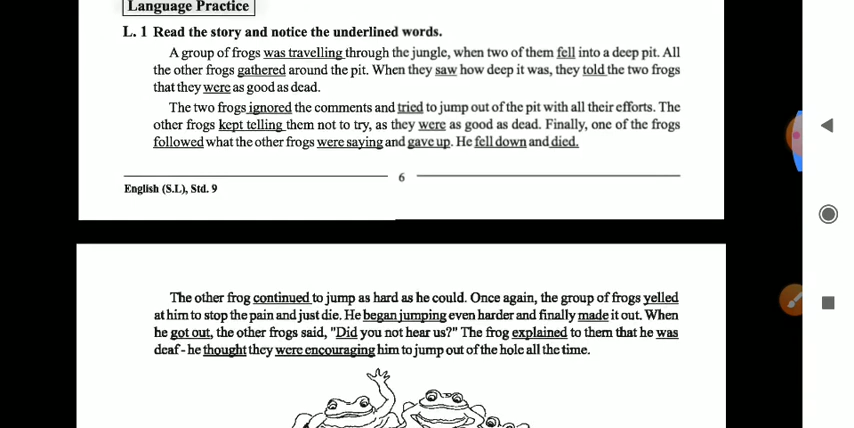 Language Practice
L. 1 Read the story and notice the underlined words.
A group of frogs was travelling through the jungle, when two of them fell into a deep pit. All
the other frogs gathered around the pit. When they saw how deep it was, they told the two frogs
that they were as good as dead.
The two frogs ignored the comments and tried to jump out of the pit with all their efforts. The
other frogs kept telling them not to try, as they were as good as dead. Finally, one of the frogs
followed what the other frogs were saying and gave up. He fell down and died.
6
English (S.L), Std. 9
The other frog continued to jump as hard as he could. Once again, the group of frogs yelled
at him to stop the pain and just die. He began jumping even harder and finally made it out. When
he got out, the other frogs said, "Did you not hear us?" The frog explained to them that he was
deaf - he thought they were encouraging him to jump out of the hole all the time.